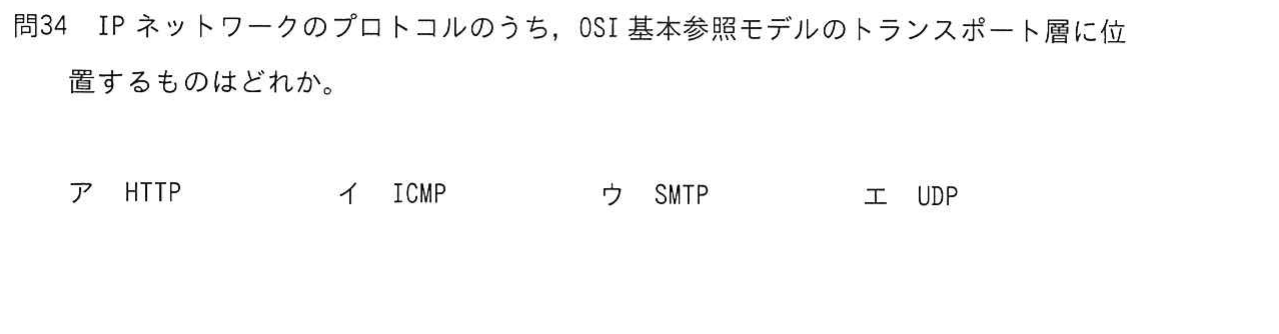 問34　IP ネットワークのプロトコルのうち，OSI 基本参照モデルのトランスポート層に位
置するものはどれか。
ア　HTTP　イ　ICMP　ウ　SMTP　エ　UDP